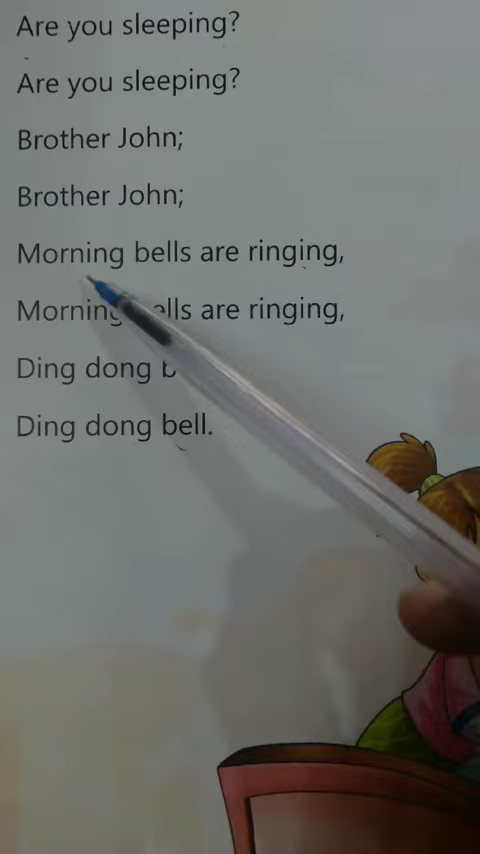 Are you sleeping?
Are you sleeping?
Brother John;
Brother John;
Morning bells are ringing,
Morning bells are ringing,
Ding dong
Ding dong bell.